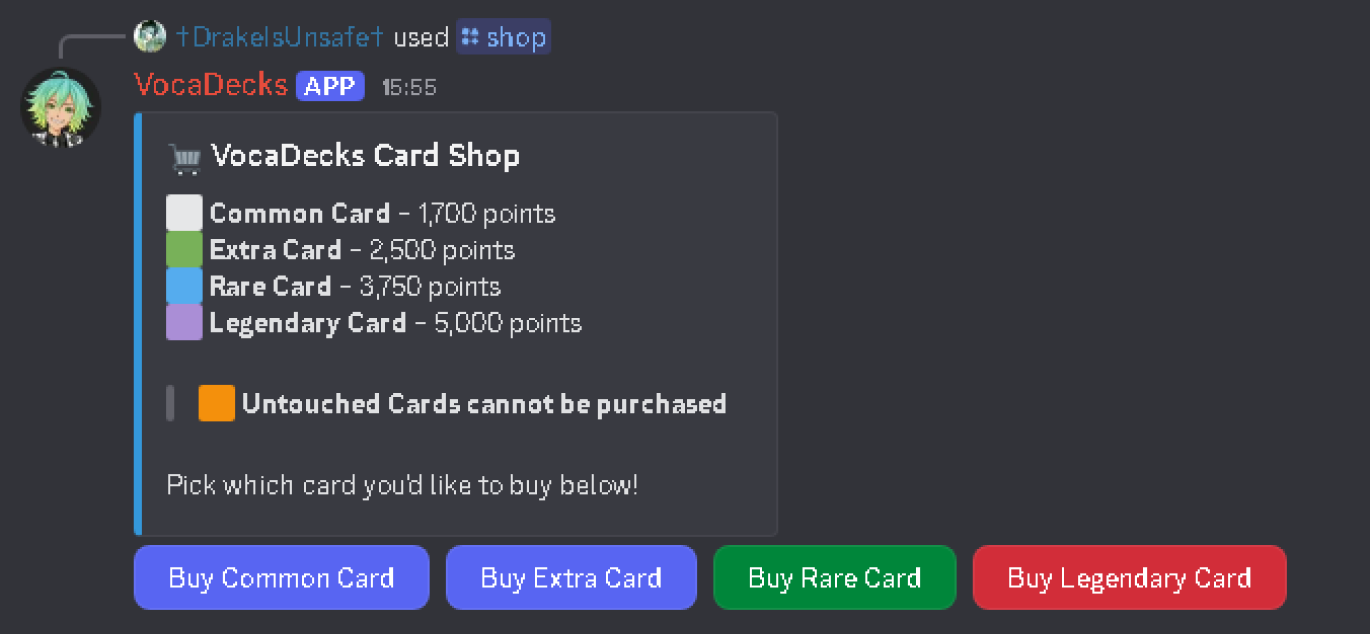 †DrakeIsUnsafe† used shop
VocaDecks APP 15:55
VocaDecks Card Shop
Common Card - 1,700 points
Extra Card - 2,500 points
Rare Card - 3,750 points
Legendary Card - 5,000 points
Untouched Cards cannot be purchased
Pick which card you'd like to buy below!
Buy Common Card Buy Extra Card Buy Rare Card Buy Legendary Card